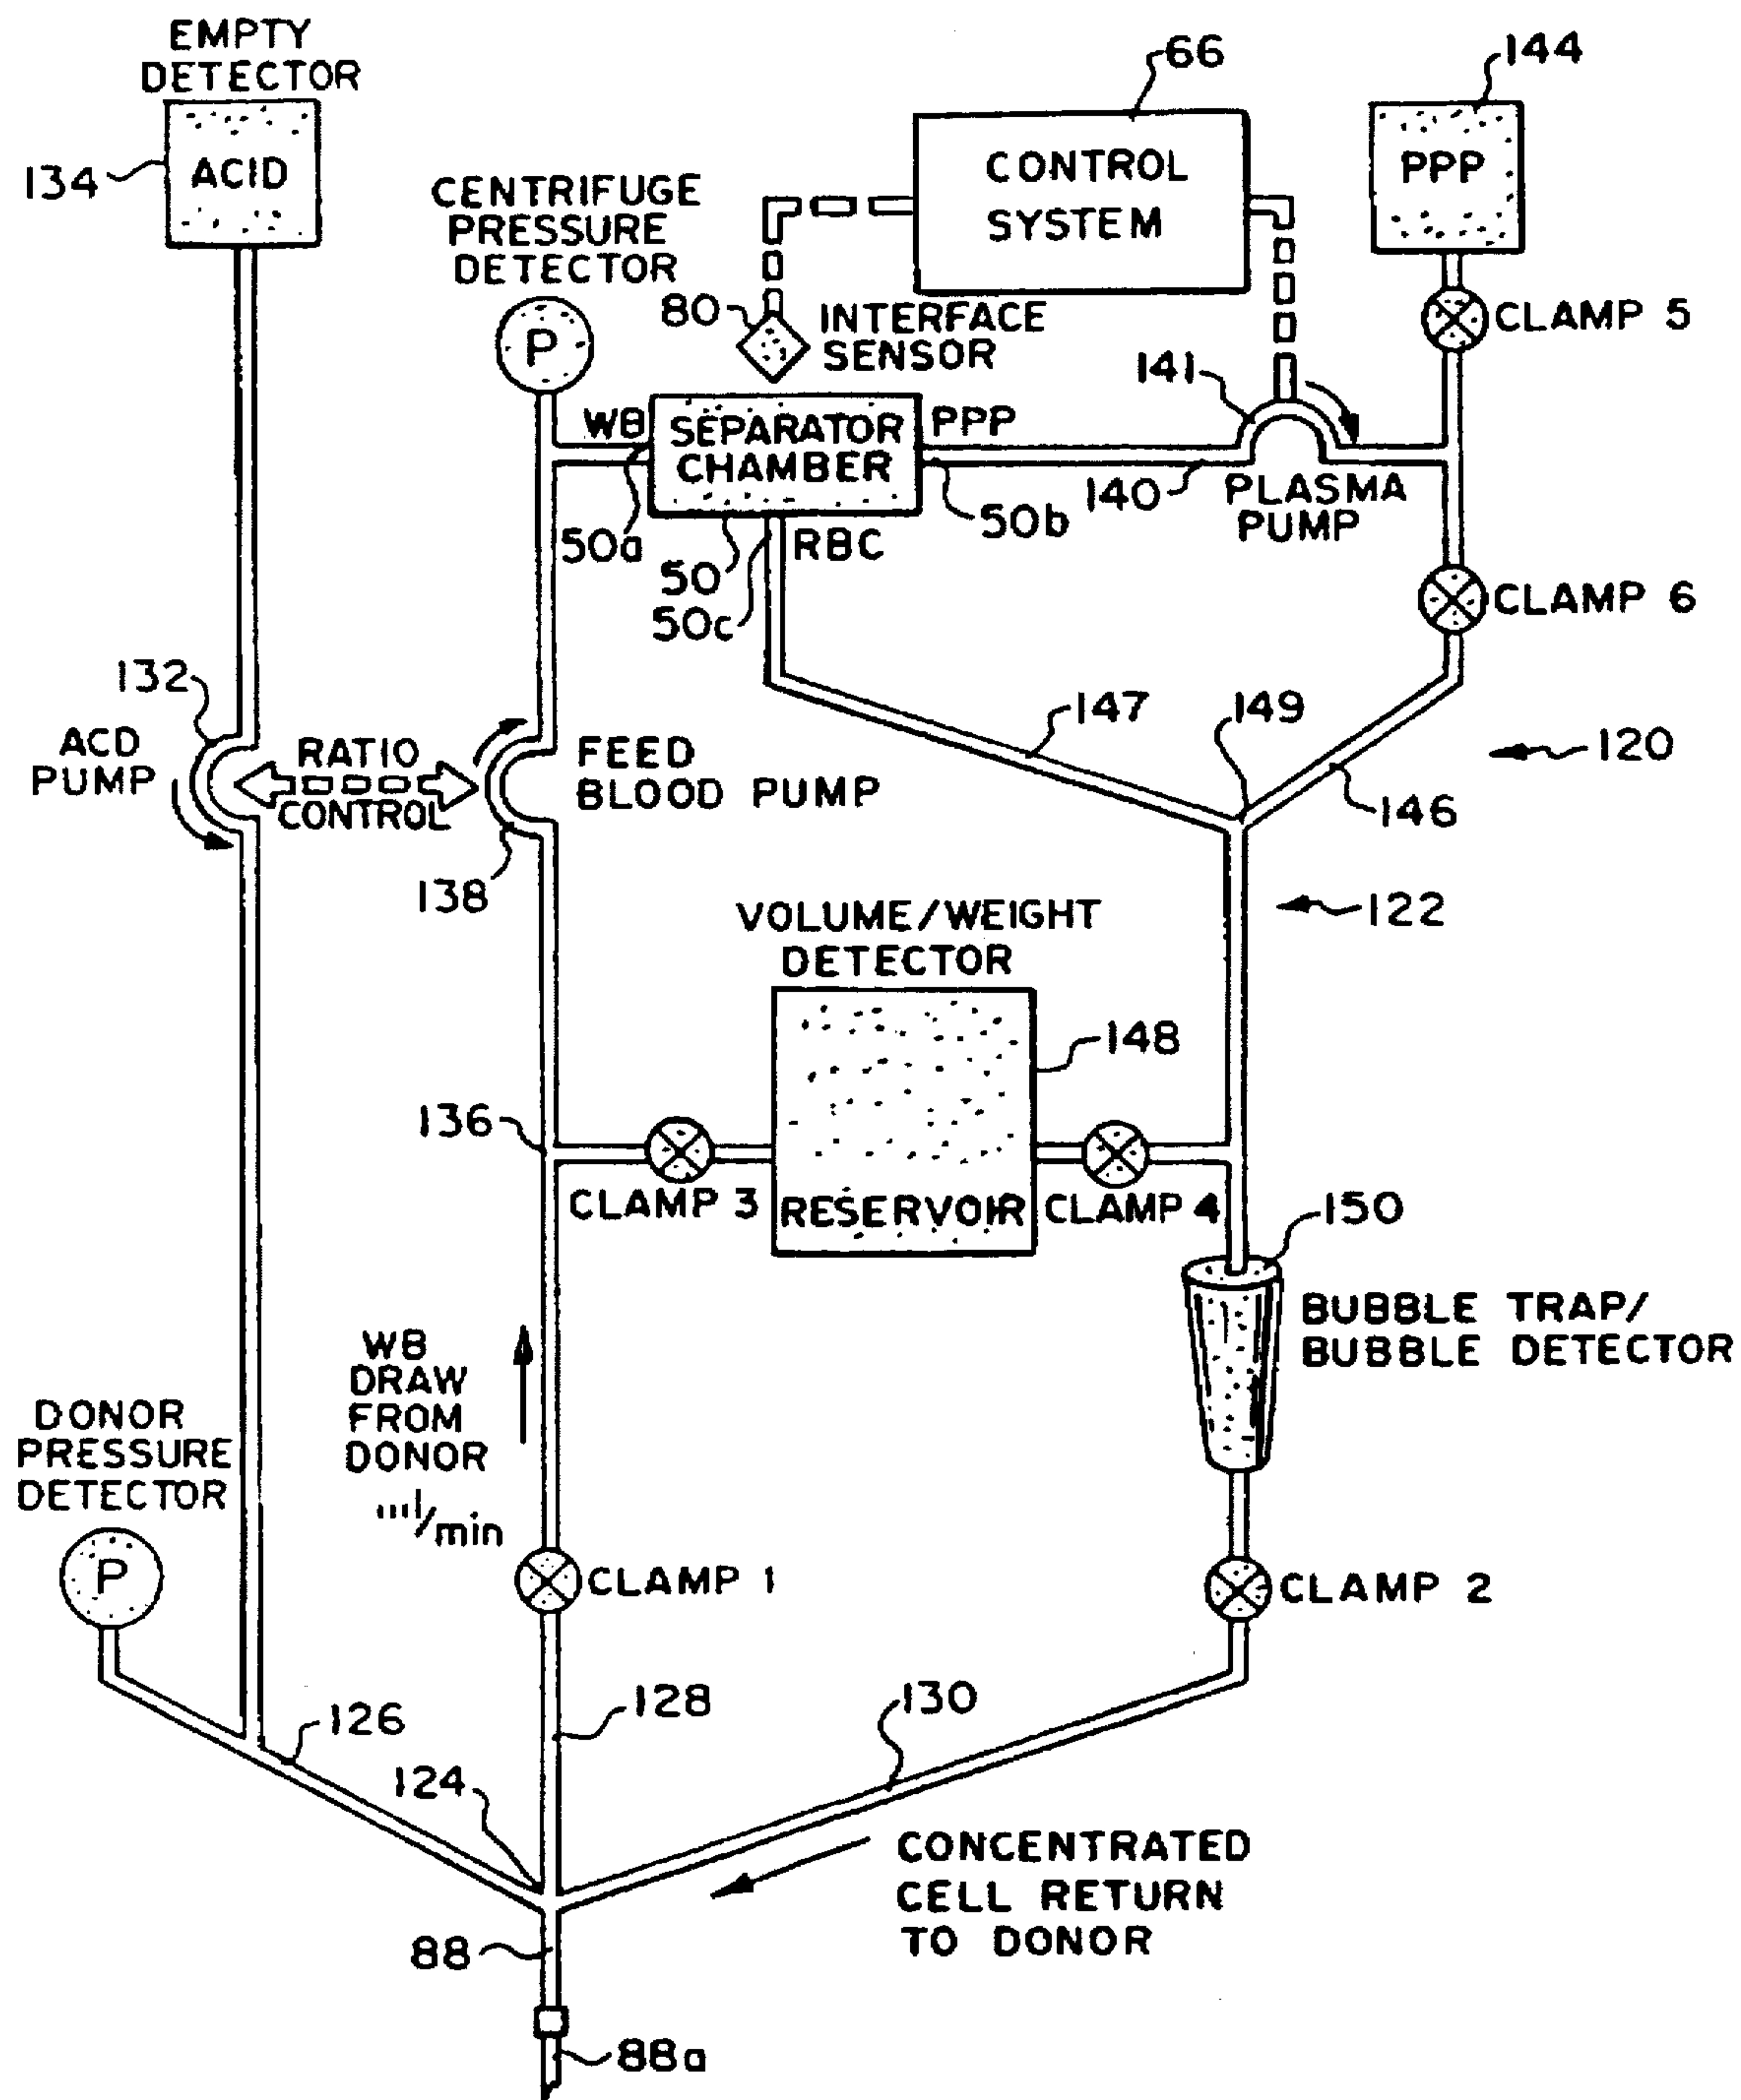 EMPTY
DETECTOR
134
ACID
66
144
CONTROL
SYSTEM
PPP
CENTRIFUGE
PRESSURE
DETECTOR
P
80
INTERFACE
SENSOR
CLAMP 5
141
WB
SEPARATOR
CHAMBER
PPP
50a
50
50c
RBC
50b
140
PLASMA
PUMP
CLAMP 6
132
ACD
PUMP
RATIO
CONTROL
FEED
BLOOD PUMP
138
147
149
120
146
122
VOLUME/WEIGHT
DETECTOR
148
136
CLAMP 3
RESERVOIR
CLAMP 4
150
BUBBLE TRAP/
BUBBLE DETECTOR
WB
DRAW
FROM
DONOR
/min
DONOR
PRESSURE
DETECTOR
P
CLAMP 1
CLAMP 2
126
128
130
124
CONCENTRATED
CELL RETURN
TO DONOR
88
88a